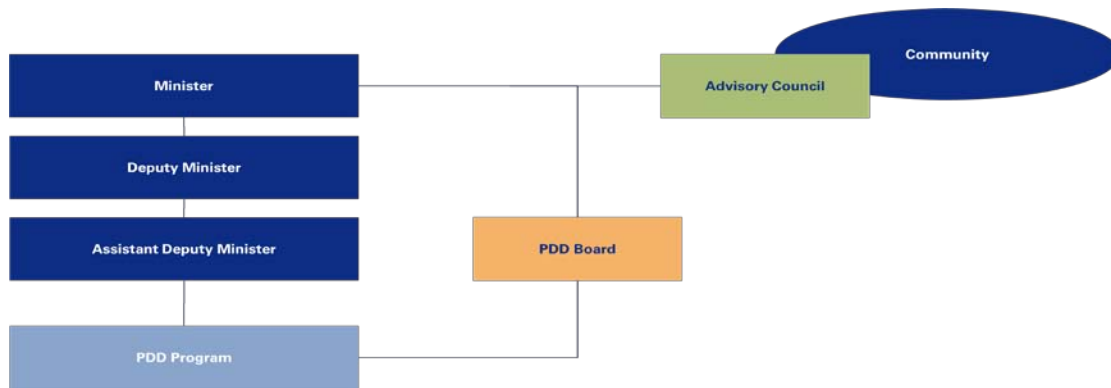 Community
Minister
Advisory Council
Deputy Minister
Assistant Deputy Minister
PDD Board
PDD Program